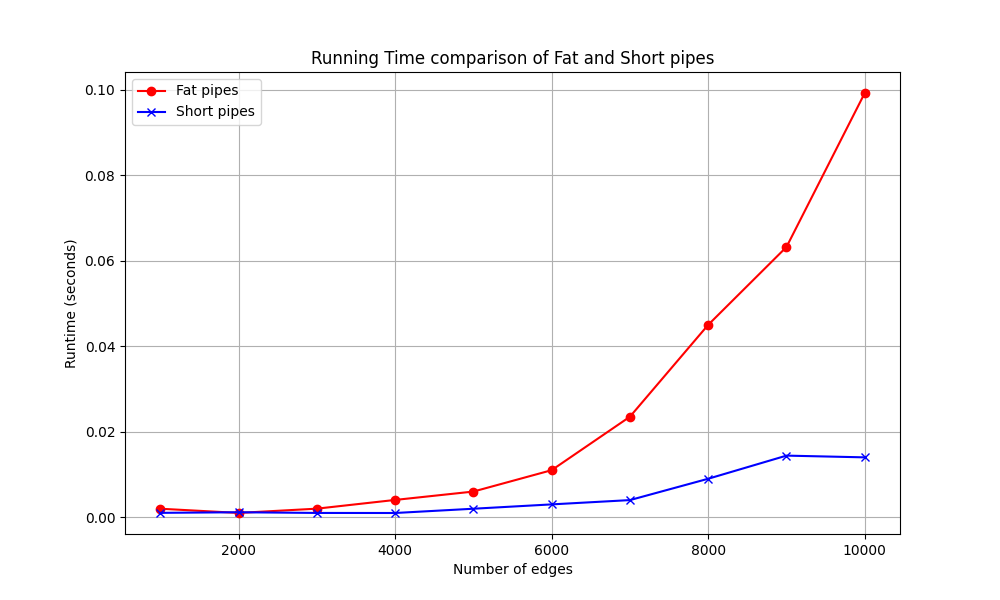 Running Time comparison of Fat and Short pipes
Fat pipes
Short pipes
0.10
0.08
0.06
0.04
0.02
0.00
Runtime (seconds)
2000 4000 6000 8000 10000
Number of edges